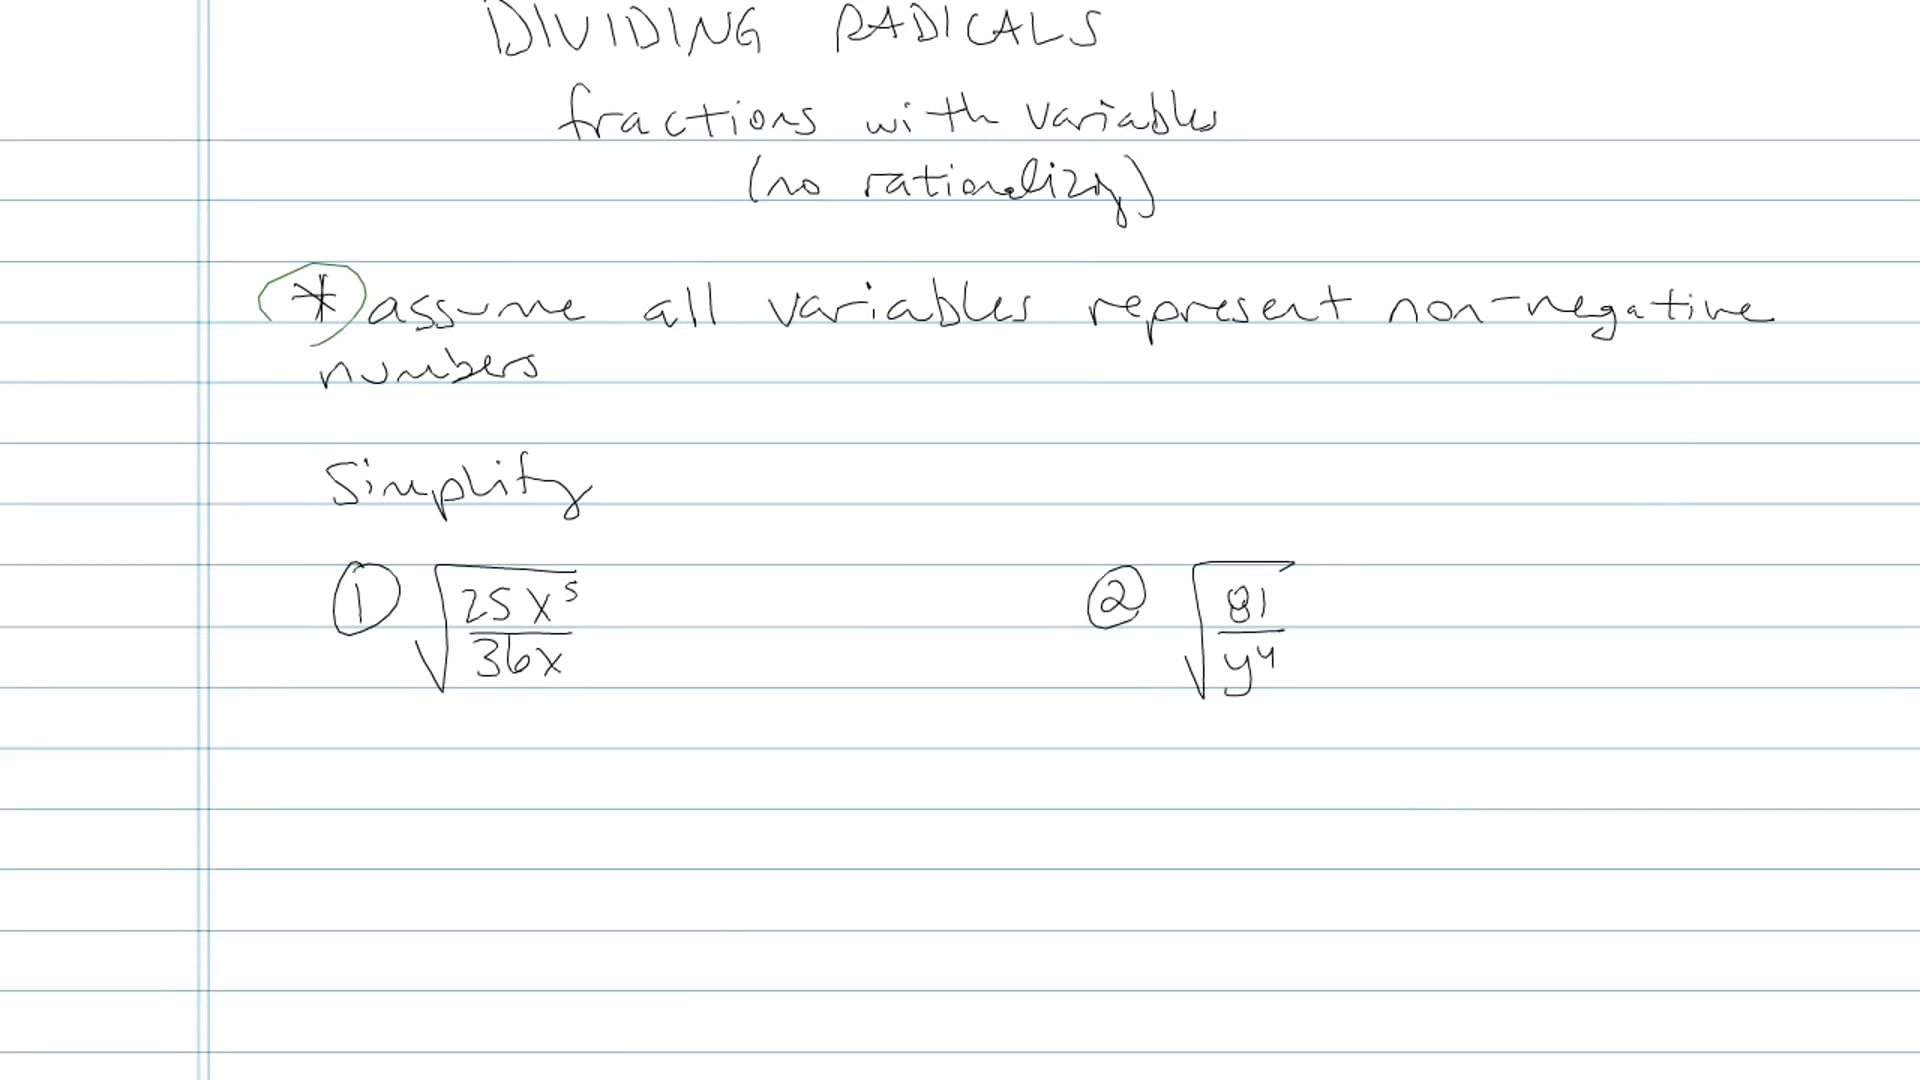 DIVIDING RADICALS
fractions with variables
(no rationalizing)
* assume all variables represent non-negative
numbers
Simplify
① √(25x⁵/36x) ② √(81/y⁴)